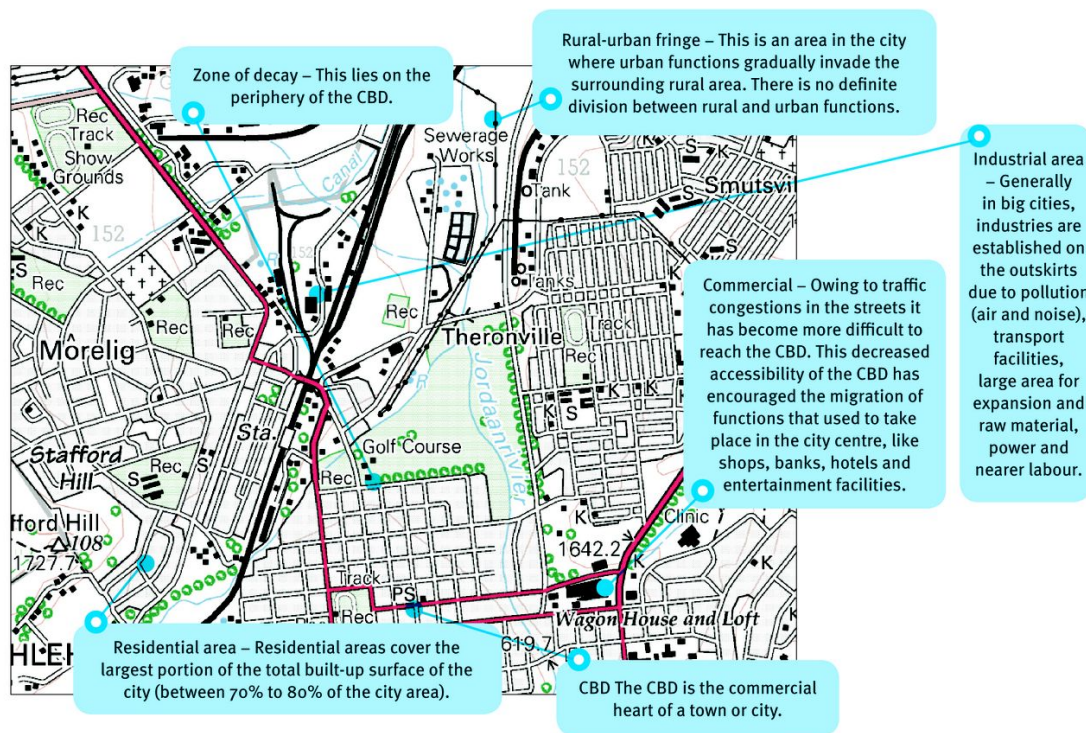 Zone of decay – This lies on the
periphery of the CBD.
Rural-urban fringe – This is an area in the city
where urban functions gradually invade the
surrounding rural area. There is no definite
division between rural and urban functions.
Industrial area
– Generally
in big cities,
industries are
established on
the outskirts
due to pollution
(air and noise),
transport
facilities,
large area for
expansion and
raw material,
power and
nearer labour.
Commercial – Owing to traffic
congestions in the streets it
has become more difficult to
reach the CBD. This decreased
accessibility of the CBD has
encouraged the migration of
functions that used to take
place in the city centre, like
shops, banks, hotels and
entertainment facilities.
Residential area – Residential areas cover the
largest portion of the total built-up surface of the
city (between 70% to 80% of the city area).
CBD The CBD is the commercial
heart of a town or city.
Rec
Track
Show
Grounds
K
K
152
S
Rec
Rec
Rec
Môrelig
Canal
R
152
Sewerage
Works
Tank
Tanks
152
S
K
Smutsvil
S
K
S
K
Rec
Theronville
Track
Rec
K
K
S
K
R
Jordaanrivier
Sta.
Golf Course
Rec
Stafford
Hill
Rec
S
S
fford Hill
108
1727.7
Track
Rec
PS
K
Clinic
1642.2
K
K
K
Wagon House and Loft
619.7
HLEH